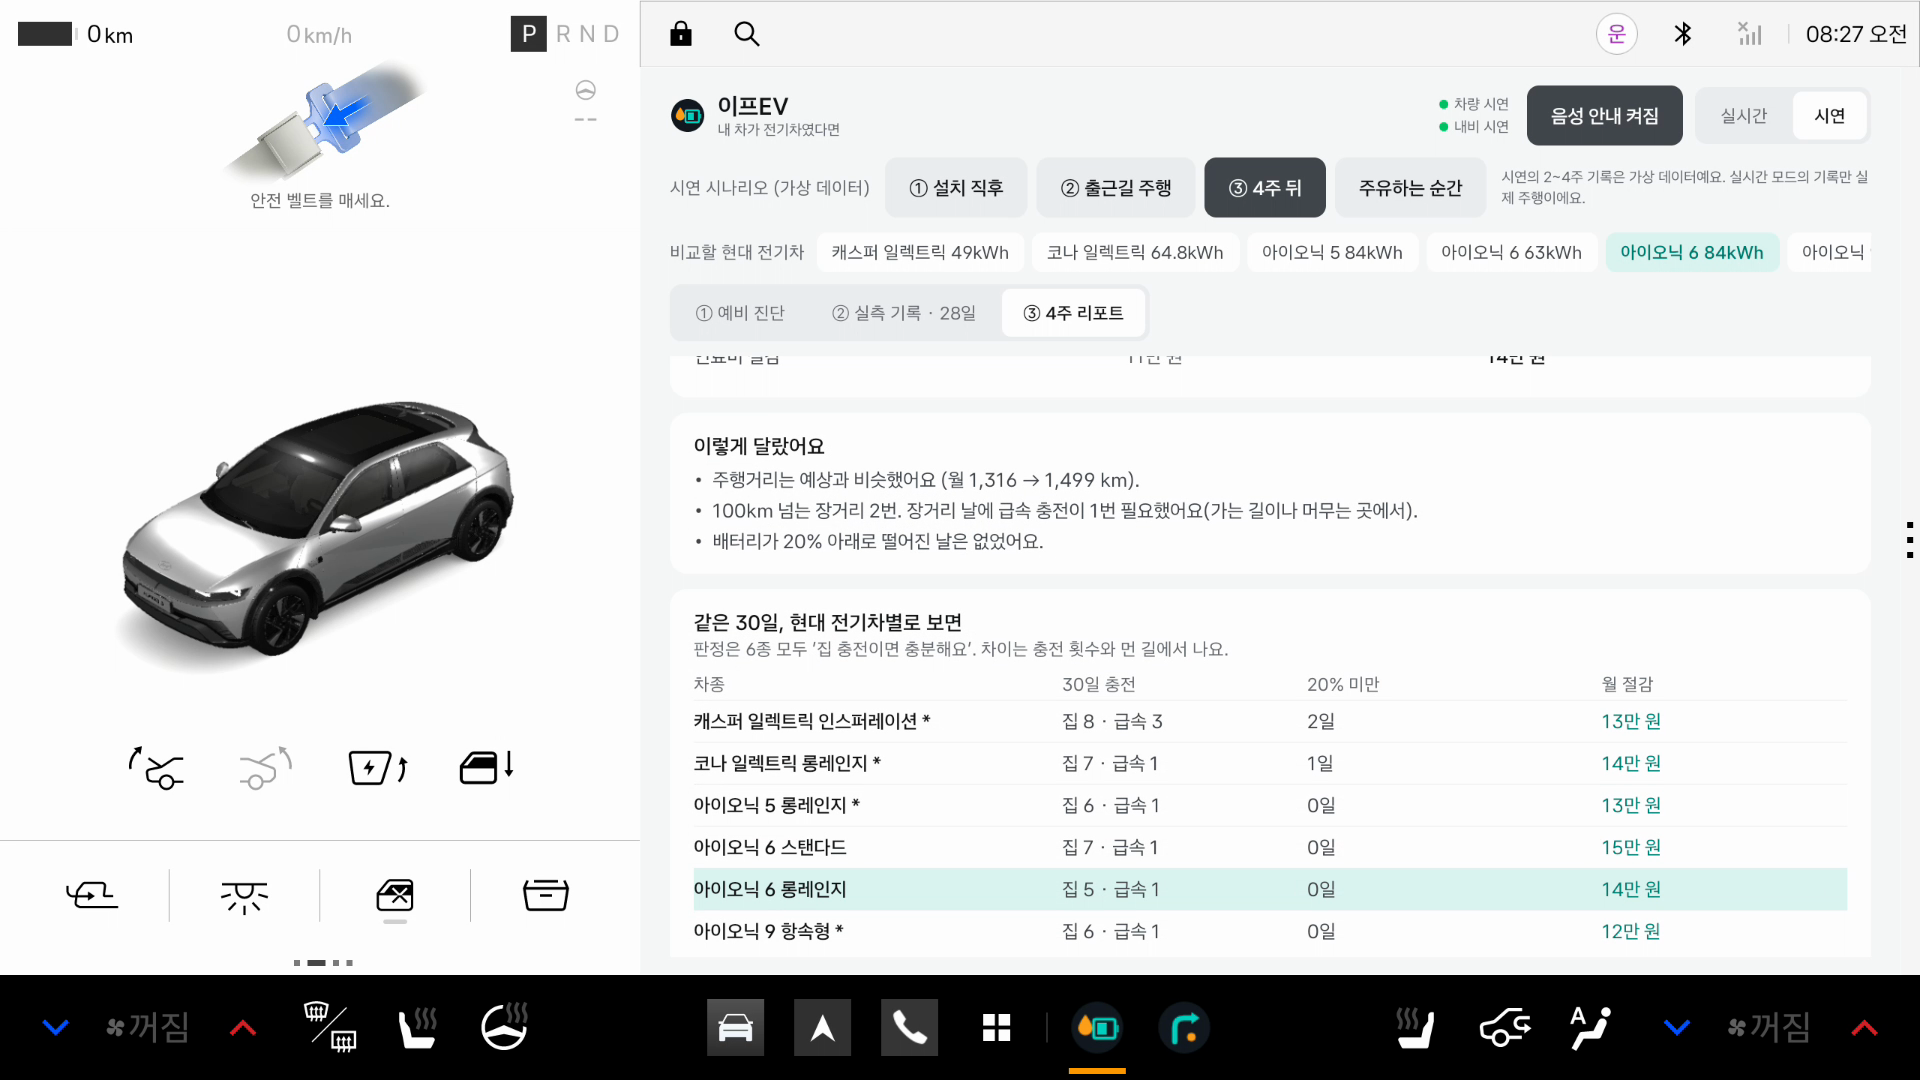 0 km
0 km/h
P R N D
안전 벨트를 매세요.
운
08:27 오전
이프EV
내 차가 전기차였다면
차량 시연
내비 시연
음성 안내 켜짐
실시간
시연
시연 시나리오 (가상 데이터)
① 설치 직후
② 출근길 주행
③ 4주 뒤
주유하는 순간
시연의 2~4주 기록은 가상 데이터예요. 실시간 모드의 기록만 실
제 주행이에요.
비교할 현대 전기차
캐스퍼 일렉트릭 49kWh
코나 일렉트릭 64.8kWh
아이오닉 5 84kWh
아이오닉 6 63kWh
아이오닉 6 84kWh
아이오닉
① 예비 진단
② 실측 기록 · 28일
③ 4주 리포트
연료비 절감 11만 원 14만 원
이렇게 달랐어요
• 주행거리는 예상과 비슷했어요 (월 1,316 → 1,499 km).
• 100km 넘는 장거리 2번. 장거리 날에 급속 충전이 1번 필요했어요(가는 길이나 머무는 곳에서).
• 배터리가 20% 아래로 떨어진 날은 없었어요.
같은 30일, 현대 전기차별로 보면
판정은 6종 모두 '집 충전이면 충분해요'. 차이는 충전 횟수와 먼 길에서 나요.
차종 30일 충전 20% 미만 월 절감
캐스퍼 일렉트릭 인스퍼레이션 * 집 8 · 급속 3 2일 13만 원
코나 일렉트릭 롱레인지 * 집 7 · 급속 1 1일 14만 원
아이오닉 5 롱레인지 * 집 6 · 급속 1 0일 13만 원
아이오닉 6 스탠다드 집 7 · 급속 1 0일 15만 원
아이오닉 6 롱레인지 집 5 · 급속 1 0일 14만 원
아이오닉 9 항속형 * 집 6 · 급속 1 0일 12만 원
꺼짐
A
꺼짐